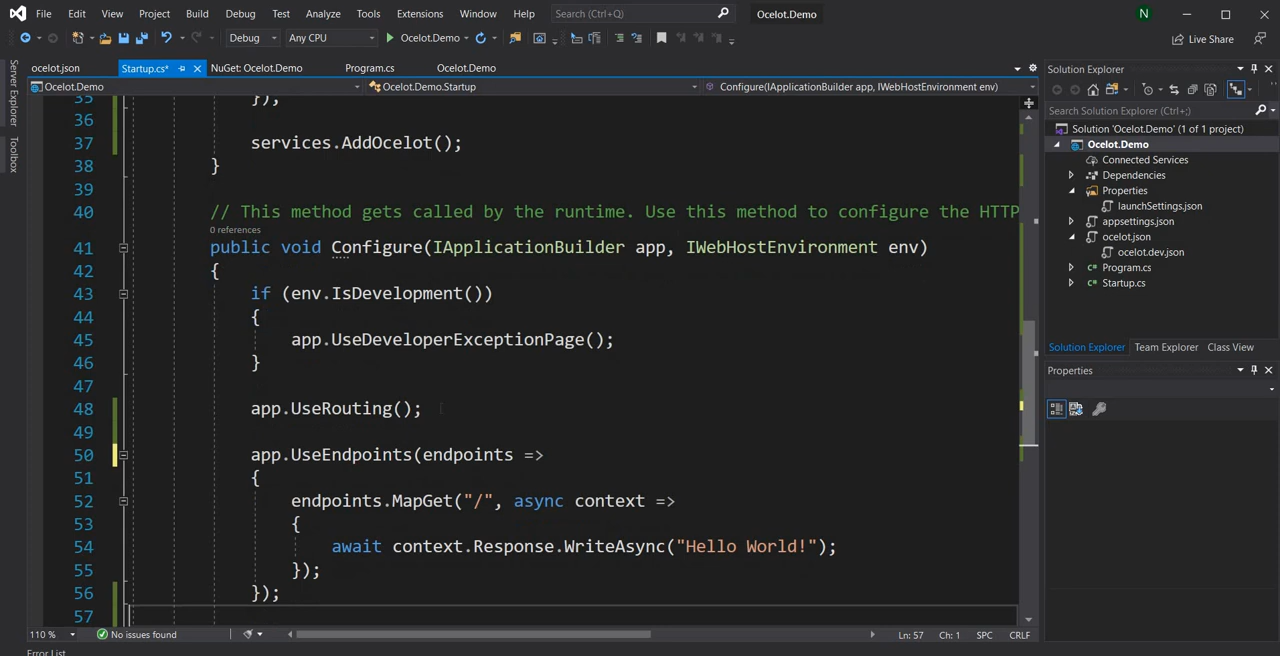 File Edit View Project Build Debug Test Analyze Tools Extensions Window Help Search (Ctrl+Q) Ocelot.Demo N
Debug Any CPU Ocelot.Demo Live Share
ocelot.json Startup.cs* NuGet: Ocelot.Demo Program.cs Ocelot.Demo
Ocelot.Demo Ocelot.Demo.Startup Configure(IApplicationBuilder app, IWebHostEnvironment env)
Server Explorer
Toolbox
35 });
36
37 services.AddOcelot();
38 }
39
40 // This method gets called by the runtime. Use this method to configure the HTTP
0 references
41 public void Configure(IApplicationBuilder app, IWebHostEnvironment env)
42 {
43 if (env.IsDevelopment())
44 {
45 app.UseDeveloperExceptionPage();
46 }
47
48 app.UseRouting();
49
50 app.UseEndpoints(endpoints =>
51 {
52 endpoints.MapGet("/", async context =>
53 {
54 await context.Response.WriteAsync("Hello World!");
55 });
56 });
57
110 % No issues found Ln: 57 Ch: 1 SPC CRLF
Error List
Solution Explorer
Search Solution Explorer (Ctrl+;)
Solution 'Ocelot.Demo' (1 of 1 project)
Ocelot.Demo
Connected Services
Dependencies
Properties
launchSettings.json
appsettings.json
ocelot.json
ocelot.dev.json
Program.cs
Startup.cs
Solution Explorer Team Explorer Class View
Properties